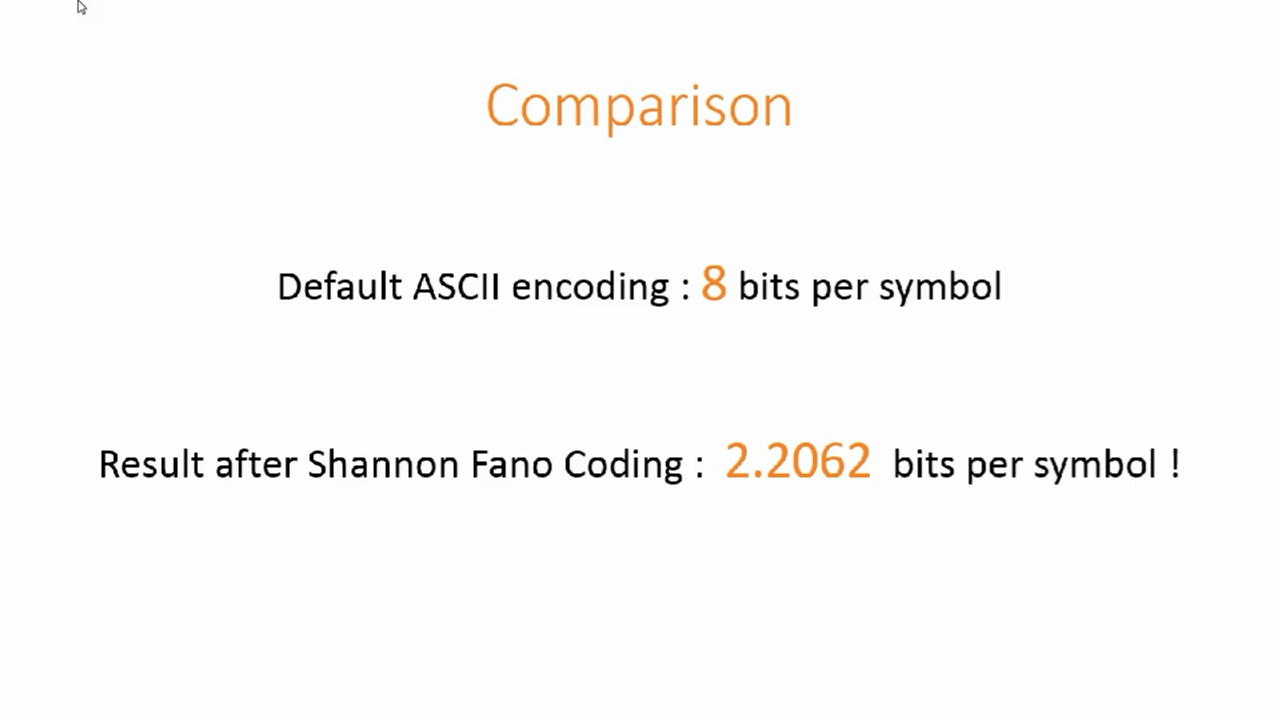 Comparison
Default ASCII encoding : 8 bits per symbol
Result after Shannon Fano Coding : 2.2062 bits per symbol !